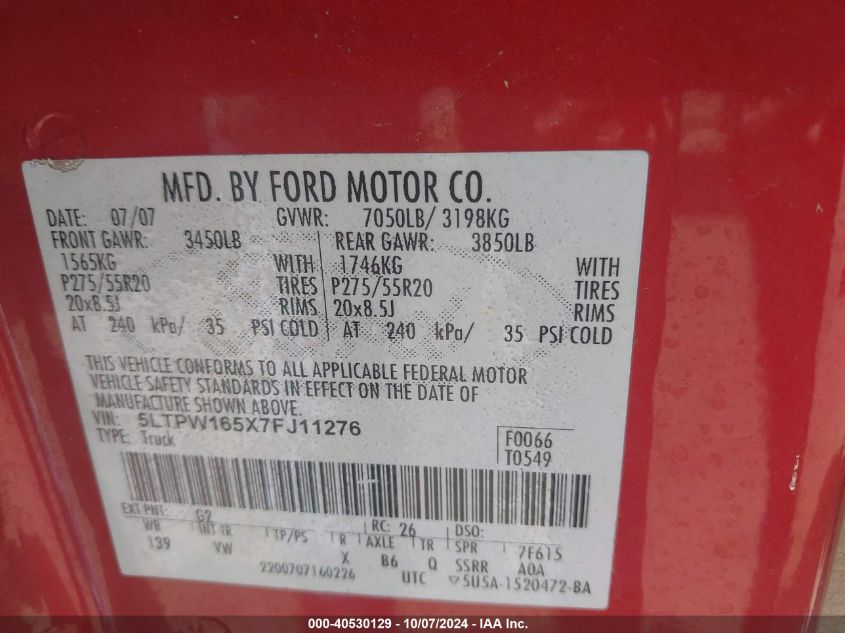 MFD. BY FORD MOTOR CO.
DATE: 07/07 GVWR: 7050LB/ 3198KG
FRONT GAWR: 3450LB REAR GAWR: 3850LB
1565KG WITH 1746KG WITH
P275/55R20 TIRES P275/55R20 TIRES
20x8.5J RIMS 20x8.5J RIMS
AT 240 kPa/ 35 PSI COLD AT 240 kPa/ 35 PSI COLD
THIS VEHICLE CONFORMS TO ALL APPLICABLE FEDERAL MOTOR
VEHICLE SAFETY STANDARDS IN EFFECT ON THE DATE OF
MANUFACTURE SHOWN ABOVE.
VIN: 5LTPW165X7FJ11276
TYPE: Truck
F0066
T0549
EXT PNT: G2 RC: 26 DSO:
WB INT TR TP/PS R AXLE TR SPR 7F615
139 VW X B6 Q SSRR A0A
2200707160226 UTC 5U5A-1520472-BA
000-40530129 - 10/07/2024 - IAA Inc.